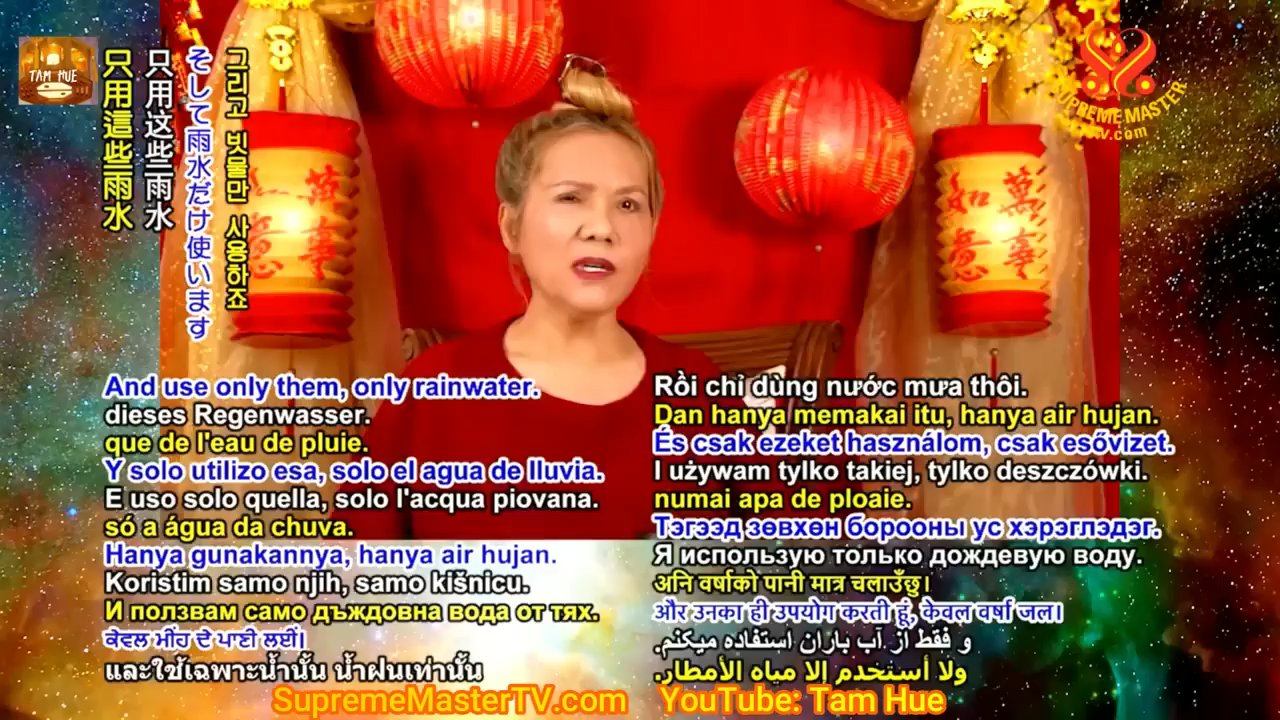 TAM HUE
SUPREME MASTER
TV.com
只用這些雨水
只用这些雨水
そして雨水だけ使います
그리고 빗물만 사용하죠
萬事
如意
And use only them, only rainwater.
dieses Regenwasser.
que de l'eau de pluie.
Y solo utilizo esa, solo el agua de lluvia.
E uso solo quella, solo l'acqua piovana.
só a água da chuva.
Hanya gunakannya, hanya air hujan.
Koristim samo njih, samo kišnicu.
И ползвам само дъждовна вода от тях.
ਕੇਵਲ ਮੀਂਹ ਦੇ ਪਾਣੀ ਲਈਂ।
และใช้เฉพาะน้ำนั้น น้ำฝนเท่านั้น
Rồi chỉ dùng nước mưa thôi.
Dan hanya memakai itu, hanya air hujan.
És csak ezeket használom, csak esővizet.
I używam tylko takiej, tylko deszczówki.
numai apa de ploaie.
Тэгээд зөвхөн борооны ус хэрэглэдэг.
Я использую только дождевую воду.
अनि वर्षाको पानी मात्र चलाउँछु।
और उनका ही उपयोग करती हूं, केवल वर्षा जल।
و فقط از آب باران استفاده میکنم.
ولا أستخدم إلا مياه الأمطار.
SupremeMasterTV.com
YouTube: Tam Hue